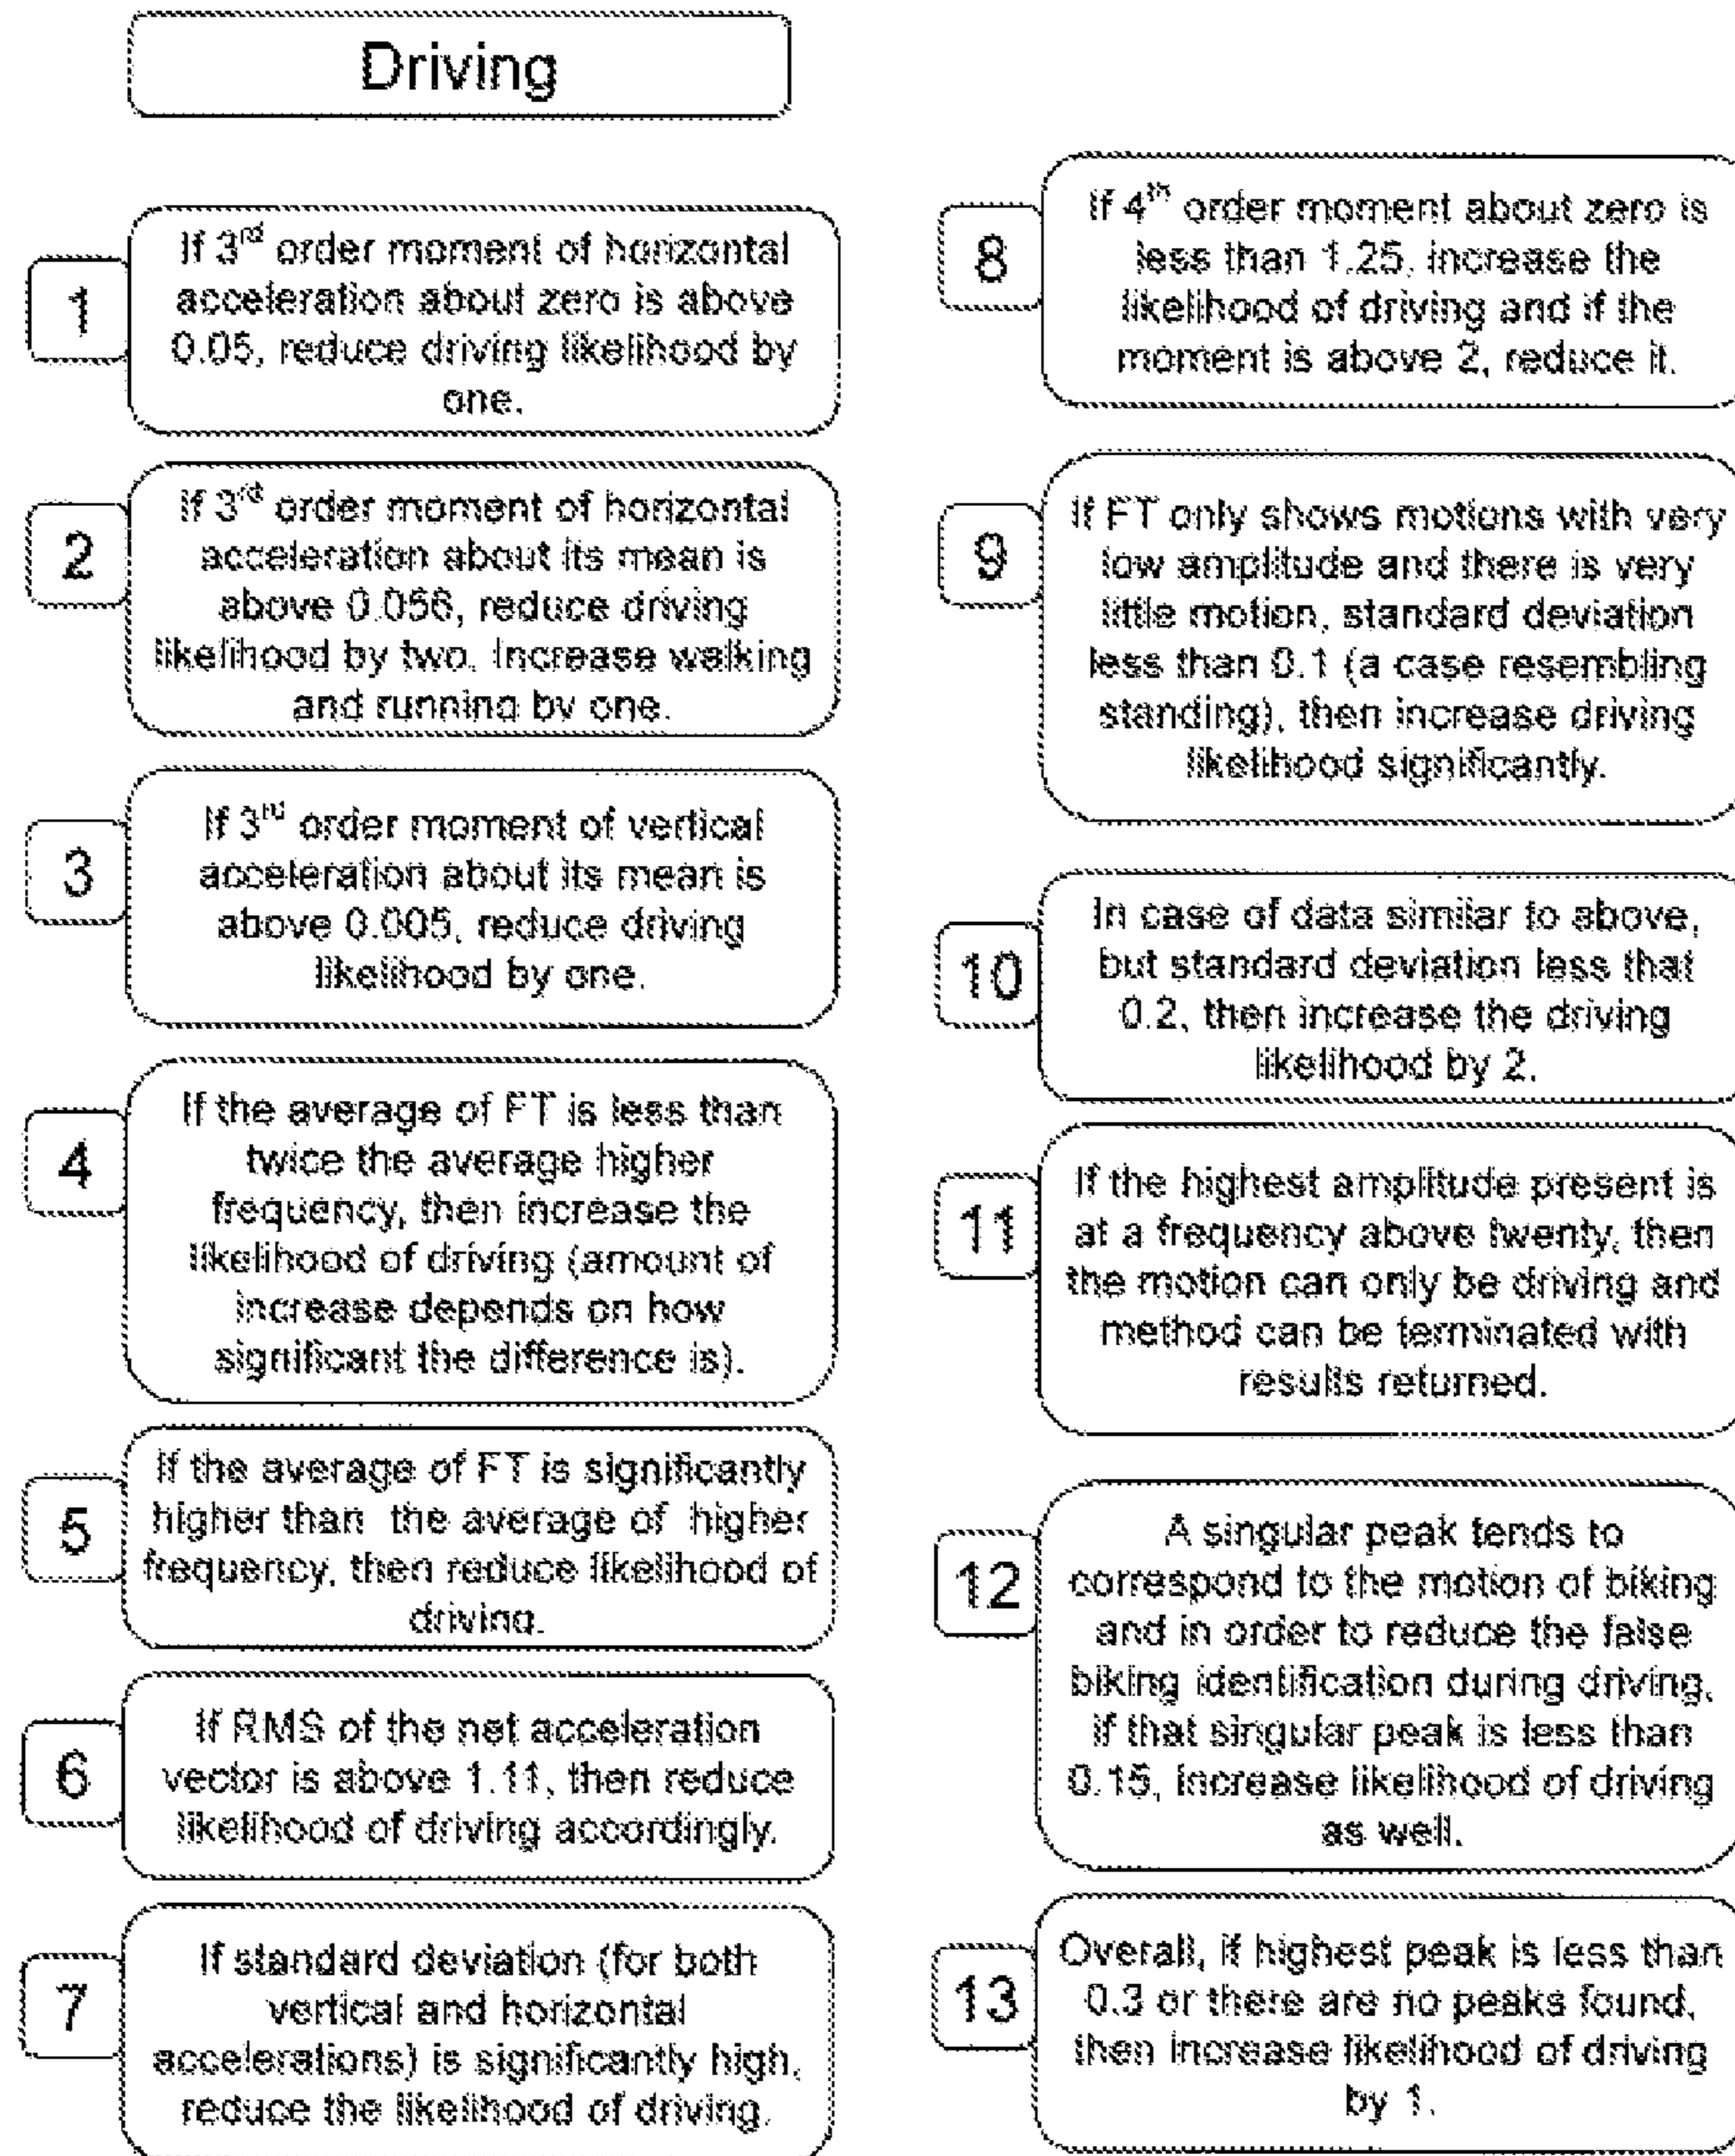 Driving
1
If 3rd order moment of horizontal
acceleration about zero is above
0.05, reduce driving likelihood by
one.
2
If 3rd order moment of horizontal
acceleration about its mean is
above 0.056, reduce driving
likelihood by two. Increase walking
and running by one.
3
If 3rd order moment of vertical
acceleration about its mean is
above 0.005, reduce driving
likelihood by one.
4
If the average of FT is less than
twice the average higher
frequency, then increase the
likelihood of driving (amount of
increase depends on how
significant the difference is).
5
If the average of FT is significantly
higher than the average of higher
frequency, then reduce likelihood of
driving.
6
If RMS of the net acceleration
vector is above 1.11, then reduce
likelihood of driving accordingly.
7
If standard deviation (for both
vertical and horizontal
accelerations) is significantly high,
reduce the likelihood of driving.
8
If 4th order moment about zero is
less than 1.25, increase the
likelihood of driving and if the
moment is above 2, reduce it.
9
If FT only shows motions with very
low amplitude and there is very
little motion, standard deviation
less than 0.1 (a case resembling
standing), then increase driving
likelihood significantly.
10
In case of data similar to above,
but standard deviation less that
0.2, then increase the driving
likelihood by 2.
11
If the highest amplitude present is
at a frequency above twenty, then
the motion can only be driving and
method can be terminated with
results returned.
12
A singular peak tends to
correspond to the motion of biking
and in order to reduce the false
biking identification during driving,
if that singular peak is less than
0.15, increase likelihood of driving
as well.
13
Overall, if highest peak is less than
0.3 or there are no peaks found,
then increase likelihood of driving
by 1.